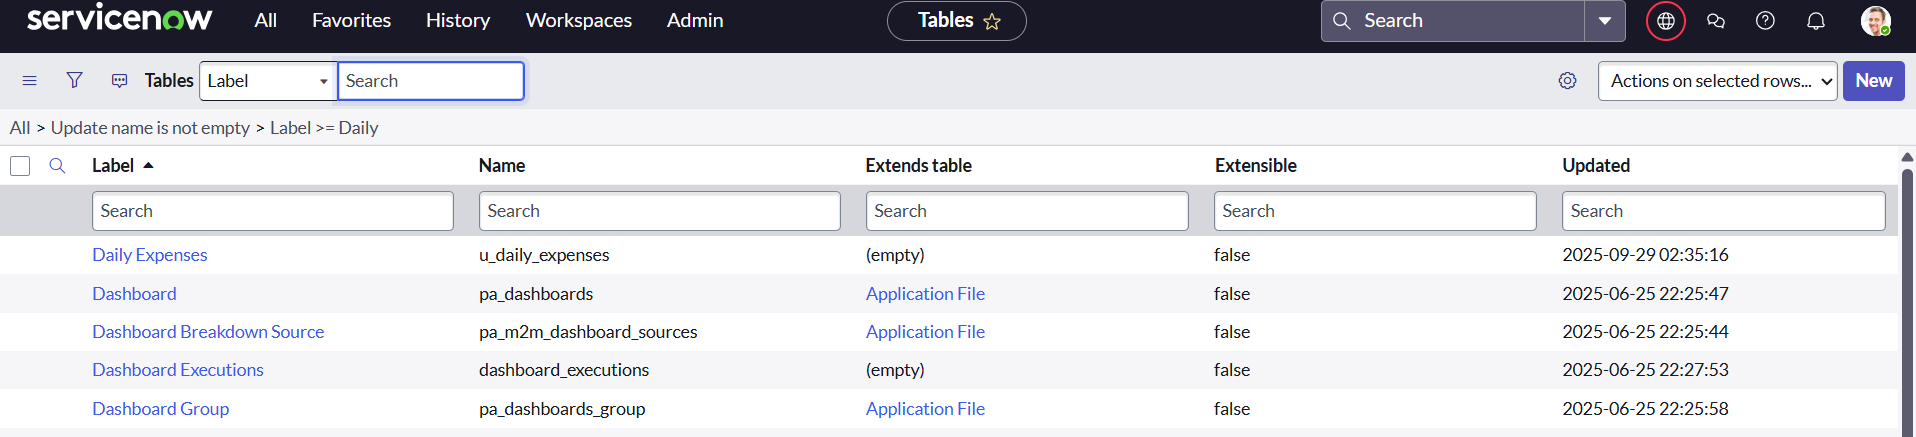 servicenow All Favorites History Workspaces Admin Tables Search
Tables Label Search Actions on selected rows... New
All > Update name is not empty > Label >= Daily
Label Name Extends table Extensible Updated
Search Search Search Search Search
Daily Expenses u_daily_expenses (empty) false 2025-09-29 02:35:16
Dashboard pa_dashboards Application File false 2025-06-25 22:25:47
Dashboard Breakdown Source pa_m2m_dashboard_sources Application File false 2025-06-25 22:25:44
Dashboard Executions dashboard_executions (empty) false 2025-06-25 22:27:53
Dashboard Group pa_dashboards_group Application File false 2025-06-25 22:25:58